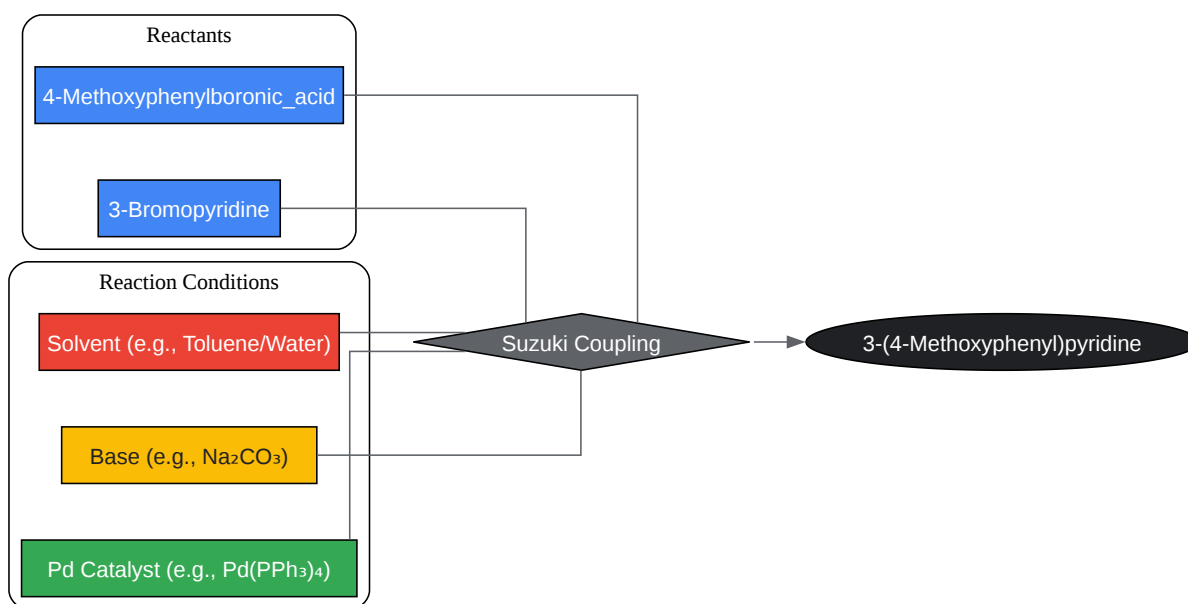 Reactants
4-Methoxyphenylboronic_acid
3-Bromopyridine
Reaction Conditions
Solvent (e.g., Toluene/Water)
Base (e.g., Na₂CO₃)
Pd Catalyst (e.g., Pd(PPh₃)₄)
Suzuki Coupling
3-(4-Methoxyphenyl)pyridine